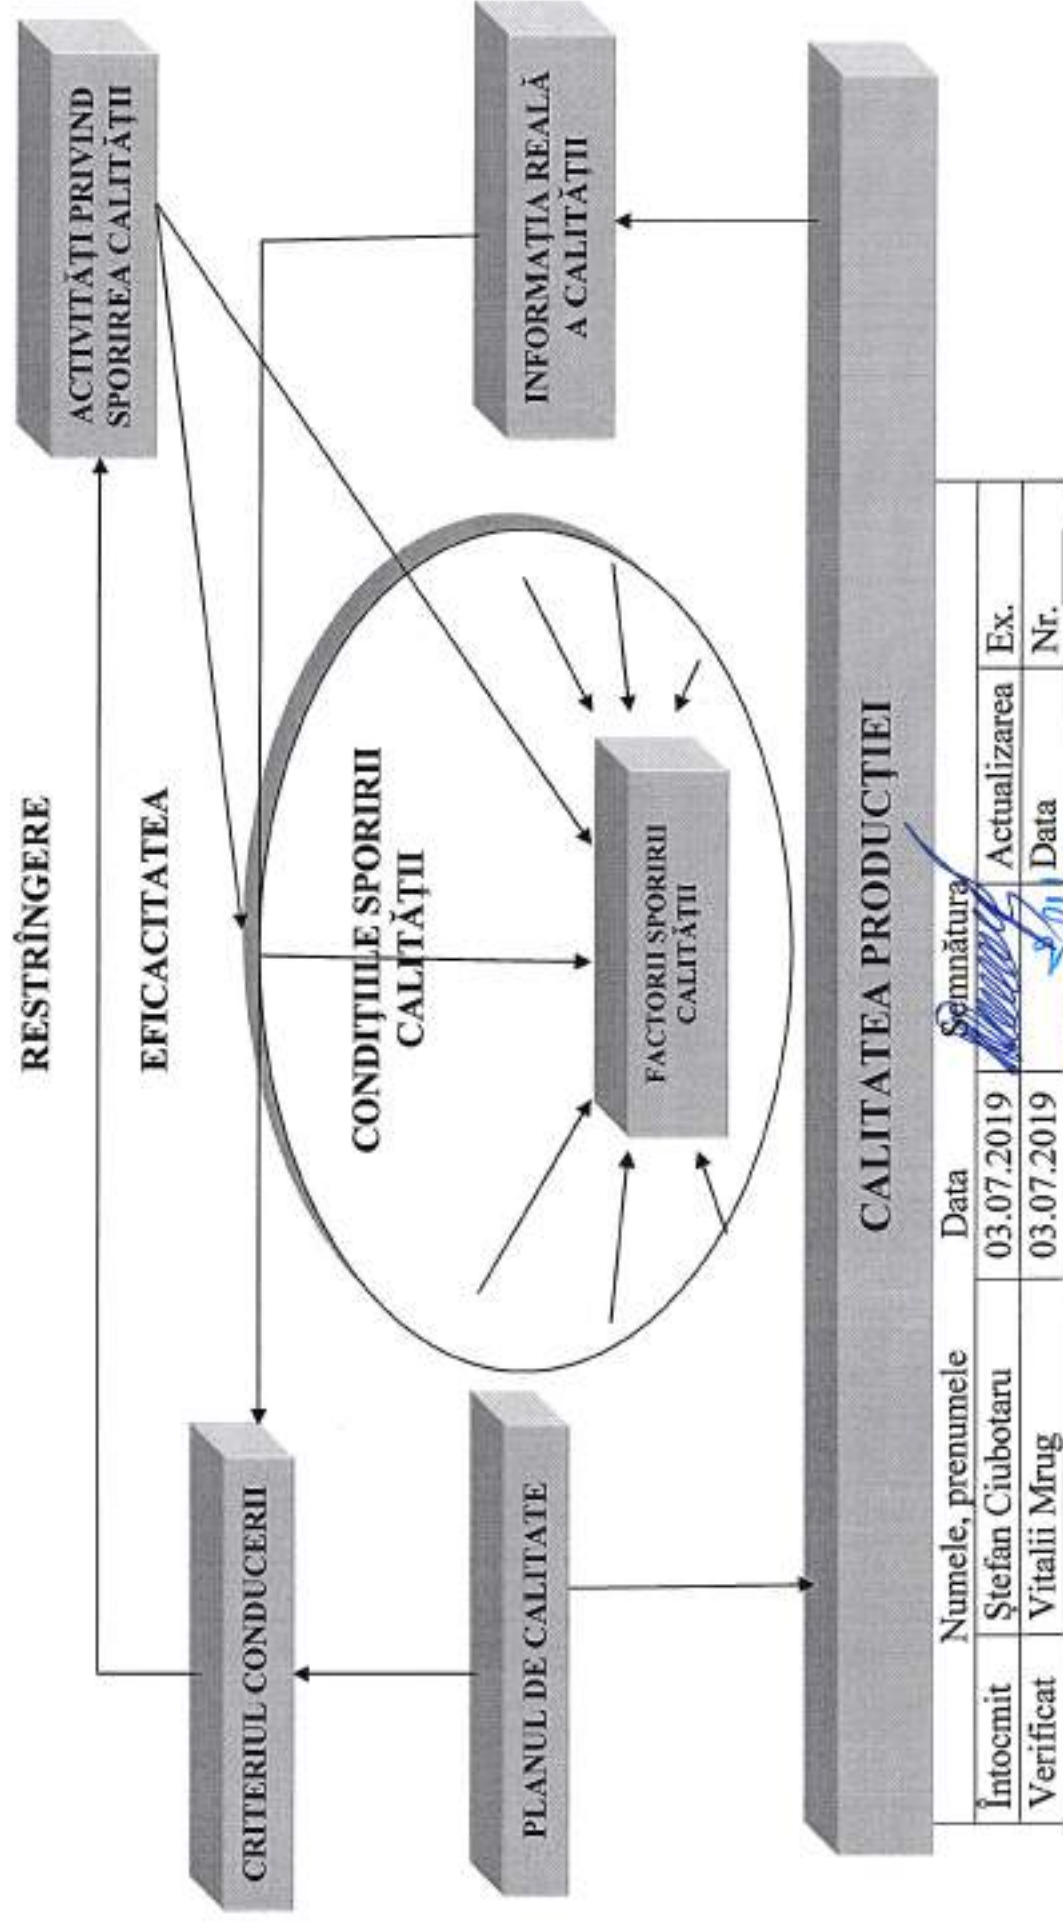 RESTRÎNGERE
EFICACITATEA
ACTIVITĂȚI PRIVIND
SPORIREA CALITĂȚII
CRITERIUL CONDUCERII
CONDIȚIILE SPORIRII
CALITĂȚII
INFORMAȚIA REALĂ
A CALITĂȚII
PLANUL DE CALITATE
FACTORII SPORIRII
CALITĂȚII
CALITATEA PRODUCȚIEI
Numele, prenumele Data Semnătura
Întocmit Ștefan Ciubotaru 03.07.2019 Actualizarea Ex.
Verificat Vitalii Mrug 03.07.2019 Data Nr.